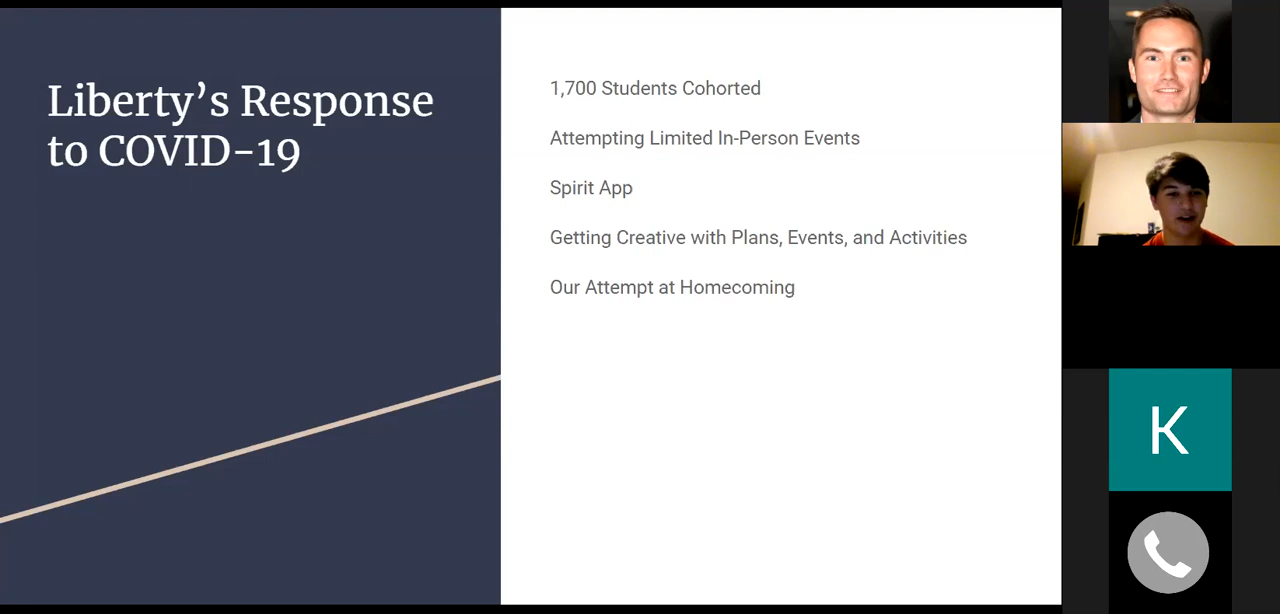 Liberty’s Response
to COVID-19
1,700 Students Cohorted
Attempting Limited In-Person Events
Spirit App
Getting Creative with Plans, Events, and Activities
Our Attempt at Homecoming
K